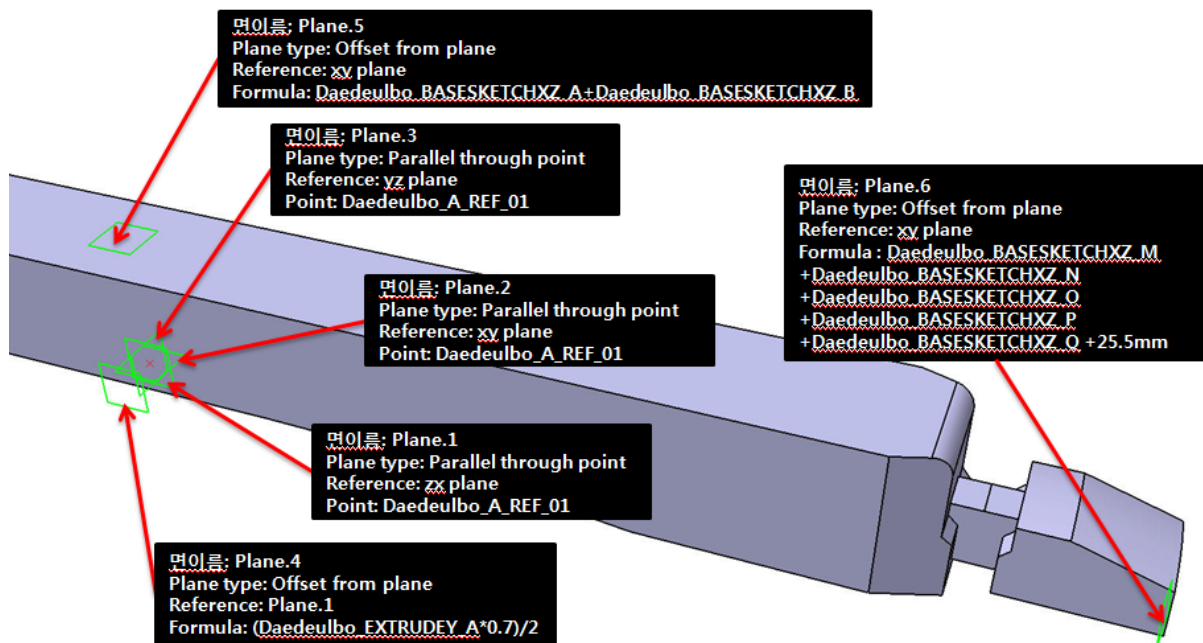 면이름: Plane.5
Plane type: Offset from plane
Reference: xy plane
Formula: Daedeulbo_BASESKETCHXZ_A+Daedeulbo_BASESKETCHXZ_B
면이름: Plane.3
Plane type: Parallel through point
Reference: yz plane
Point: Daedeulbo_A_REF_01
면이름: Plane.6
Plane type: Offset from plane
Reference: xy plane
Formula : Daedeulbo_BASESKETCHXZ_M
+Daedeulbo_BASESKETCHXZ_N
+Daedeulbo_BASESKETCHXZ_O
+Daedeulbo_BASESKETCHXZ_P
+Daedeulbo_BASESKETCHXZ_Q +25.5mm
면이름: Plane.2
Plane type: Parallel through point
Reference: xy plane
Point: Daedeulbo_A_REF_01
면이름: Plane.1
Plane type: Parallel through point
Reference: zx plane
Point: Daedeulbo_A_REF_01
면이름: Plane.4
Plane type: Offset from plane
Reference: Plane.1
Formula: (Daedeulbo_EXTRUDEY_A*0.7)/2